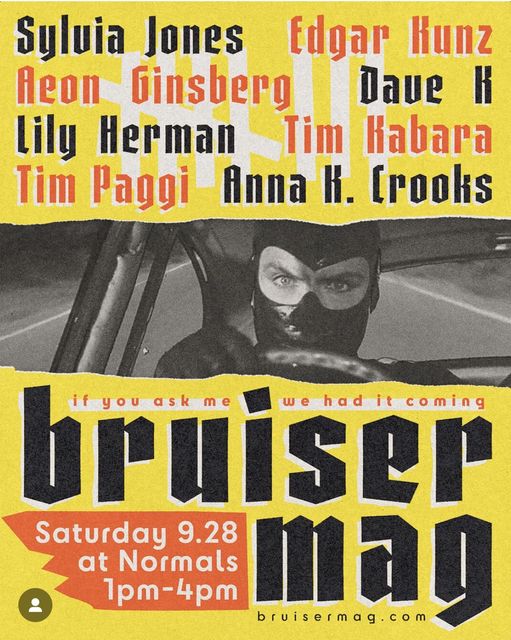 Sylvia Jones Edgar Kunz
Aeon Ginsberg Dave K
Lily Herman Tim Kabara
Tim Paggi Anna K. Crooks
if you ask me we had it coming
bruiser
mag
Saturday 9.28
at Normals
1pm-4pm
bruisermag.com